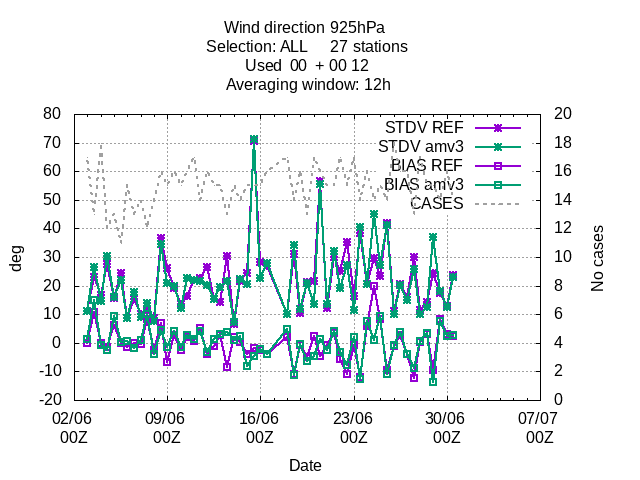 Wind direction 925hPa
Selection: ALL     27 stations
Used  00  + 00 12
Averaging window: 12h
deg
No cases
80
70
60
50
40
30
20
10
0
-10
-20
20
18
16
14
12
10
8
6
4
2
0
STDV REF
STDV amv3
BIAS REF
BIAS amv3
CASES
02/06 09/06 16/06 23/06 30/06 07/07
00Z 00Z 00Z 00Z 00Z 00Z
Date